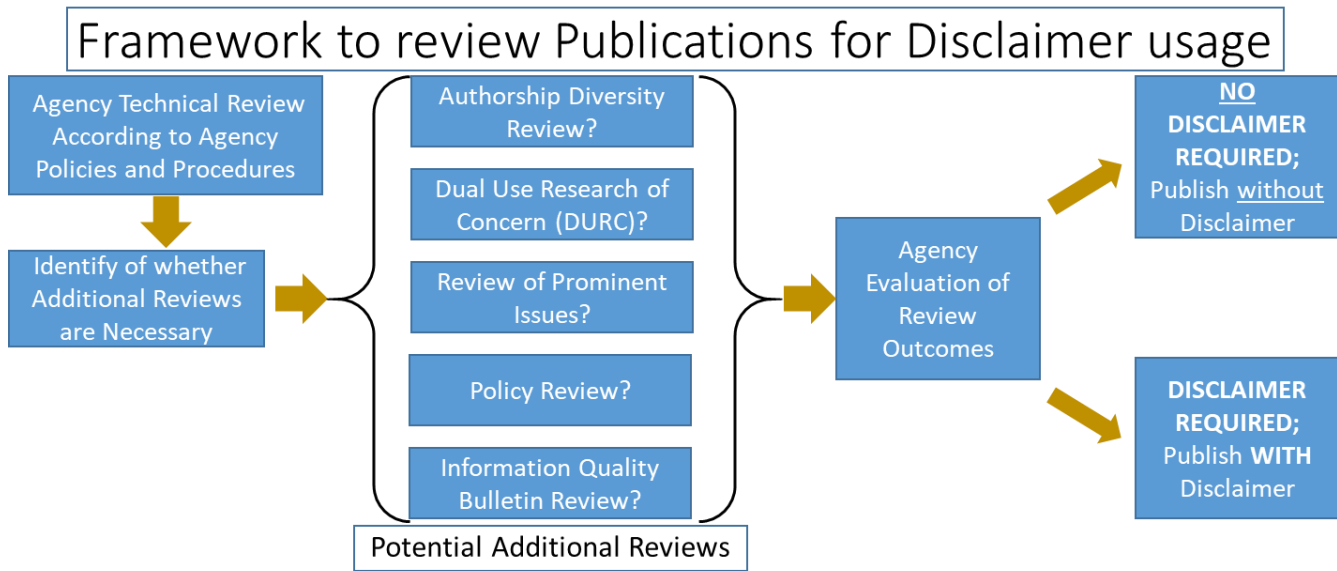 Framework to review Publications for Disclaimer usage
Agency Technical Review
According to Agency
Policies and Procedures
Identify of whether
Additional Reviews
are Necessary
Authorship Diversity
Review?
Dual Use Research of
Concern (DURC)?
Review of Prominent
Issues?
Policy Review?
Information Quality
Bulletin Review?
Potential Additional Reviews
Agency
Evaluation of
Review
Outcomes
NO
DISCLAIMER
REQUIRED;
Publish without
Disclaimer
DISCLAIMER
REQUIRED;
Publish WITH
Disclaimer